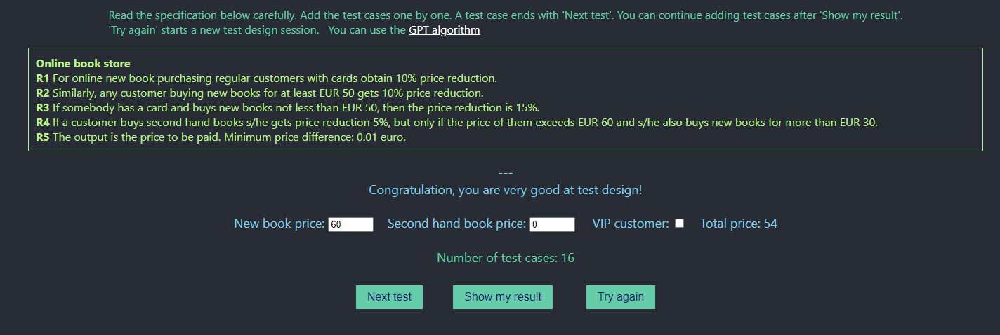 Read the specification below carefully. Add the test cases one by one. A test case ends with 'Next test'. You can continue adding test cases after 'Show my result'.
'Try again' starts a new test design session. You can use the GPT algorithm
Online book store
R1 For online new book purchasing regular customers with cards obtain 10% price reduction.
R2 Similarly, any customer buying new books for at least EUR 50 gets 10% price reduction.
R3 If somebody has a card and buys new books not less than EUR 50, then the price reduction is 15%.
R4 If a customer buys second hand books s/he gets price reduction 5%, but only if the price of them exceeds EUR 60 and s/he also buys new books for more than EUR 30.
R5 The output is the price to be paid. Minimum price difference: 0.01 euro.
---
Congratulation, you are very good at test design!
New book price: 60 Second hand book price: 0 VIP customer: Total price: 54
Number of test cases: 16
Next test Show my result Try again